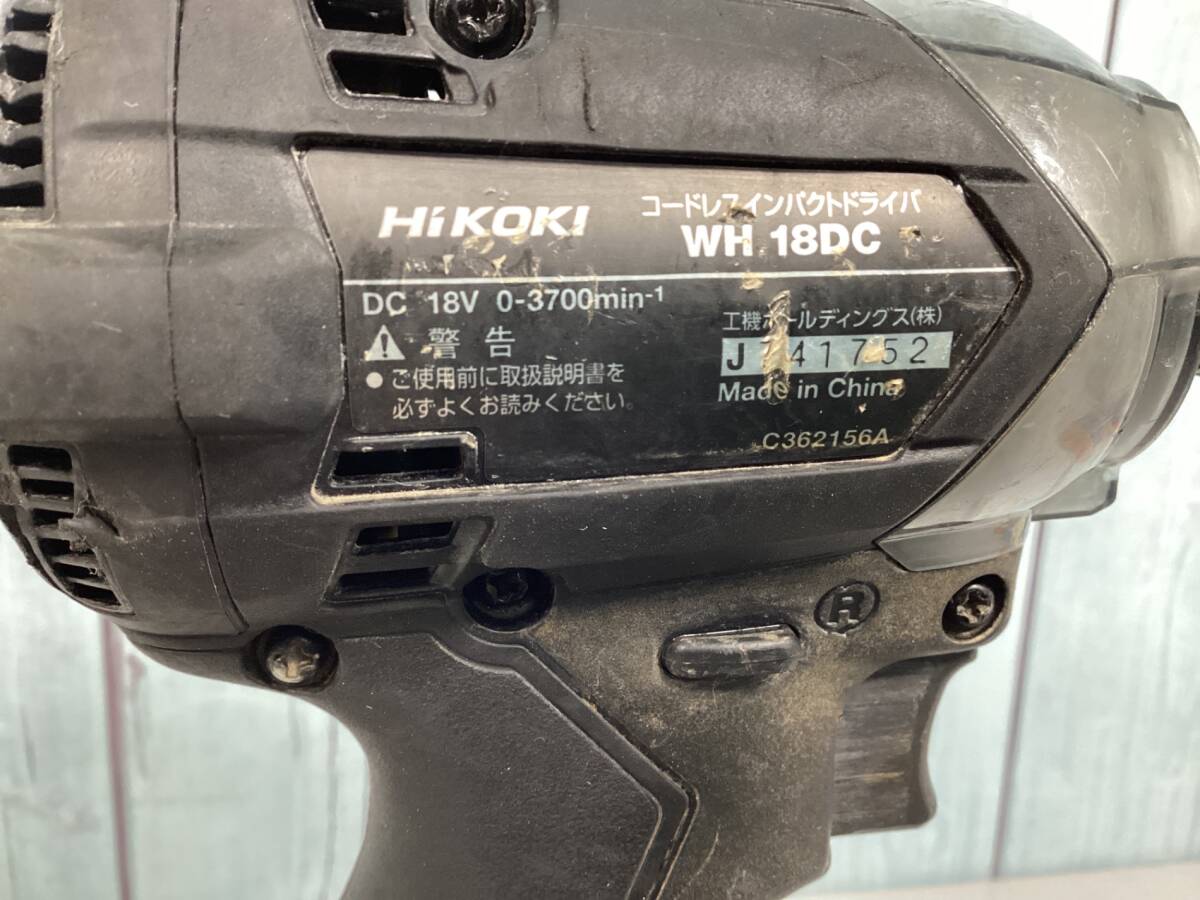 HiKOKI
コードレスインパクトドライバ
WH 18DC
DC 18V 0-3700min-1
警告
●ご使用前に取扱説明書を
必ずよくお読みください。
工機ホールディングス(株)
J741752
Made in China
C362156A
R